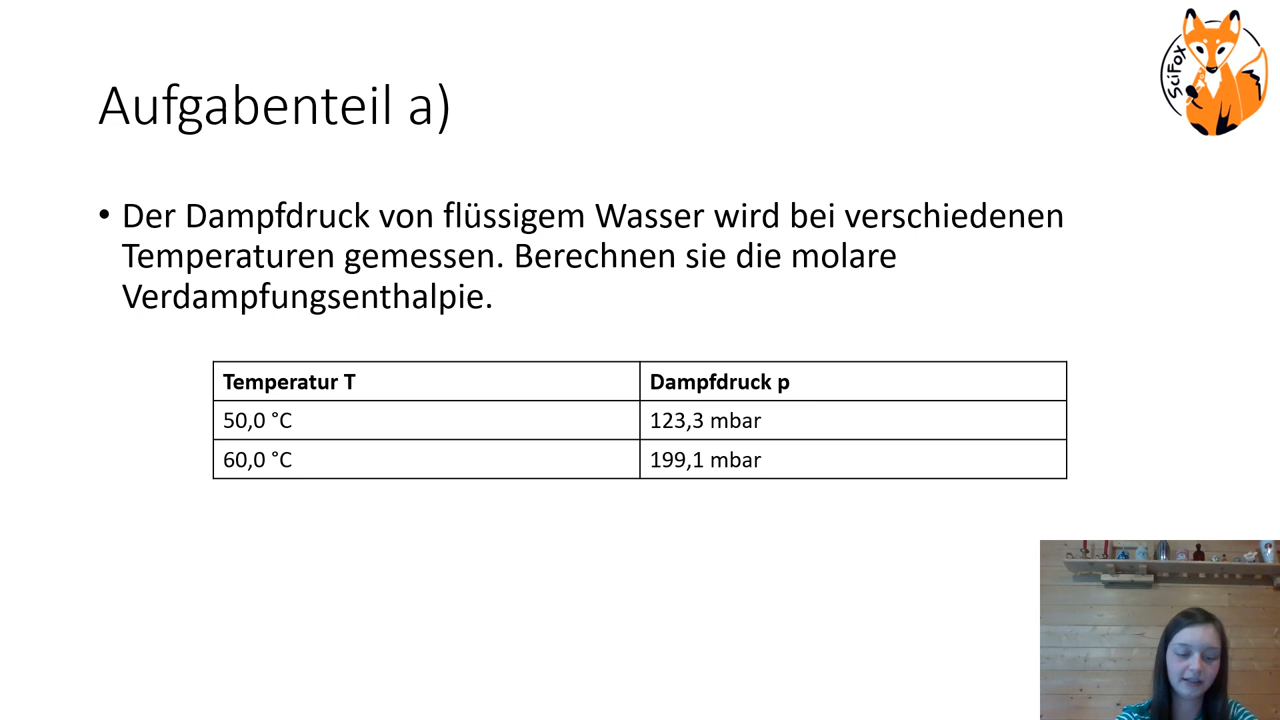 SciFox
Aufgabenteil a)
• Der Dampfdruck von flüssigem Wasser wird bei verschiedenen
Temperaturen gemessen. Berechnen sie die molare
Verdampfungsenthalpie.
Temperatur T Dampfdruck p
50,0 °C 123,3 mbar
60,0 °C 199,1 mbar